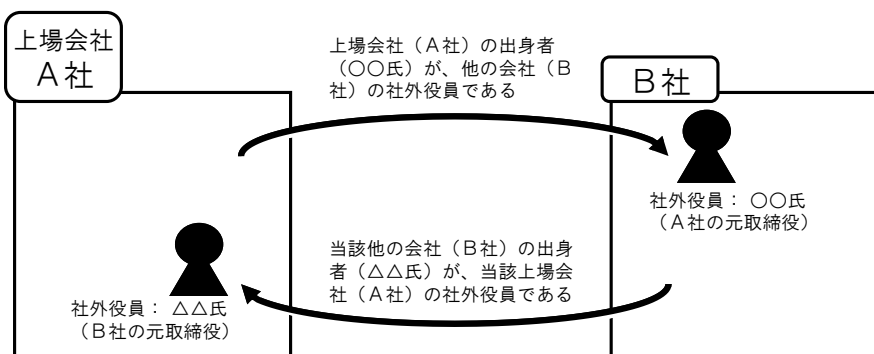 上場会社
A社
上場会社（A社）の出身者
（〇〇氏）が、他の会社（B
社）の社外役員である
B社
社外役員： 〇〇氏
（A社の元取締役）
当該他の会社（B社）の出身
者（△△氏）が、当該上場会
社（A社）の社外役員である
社外役員： △△氏
（B社の元取締役）